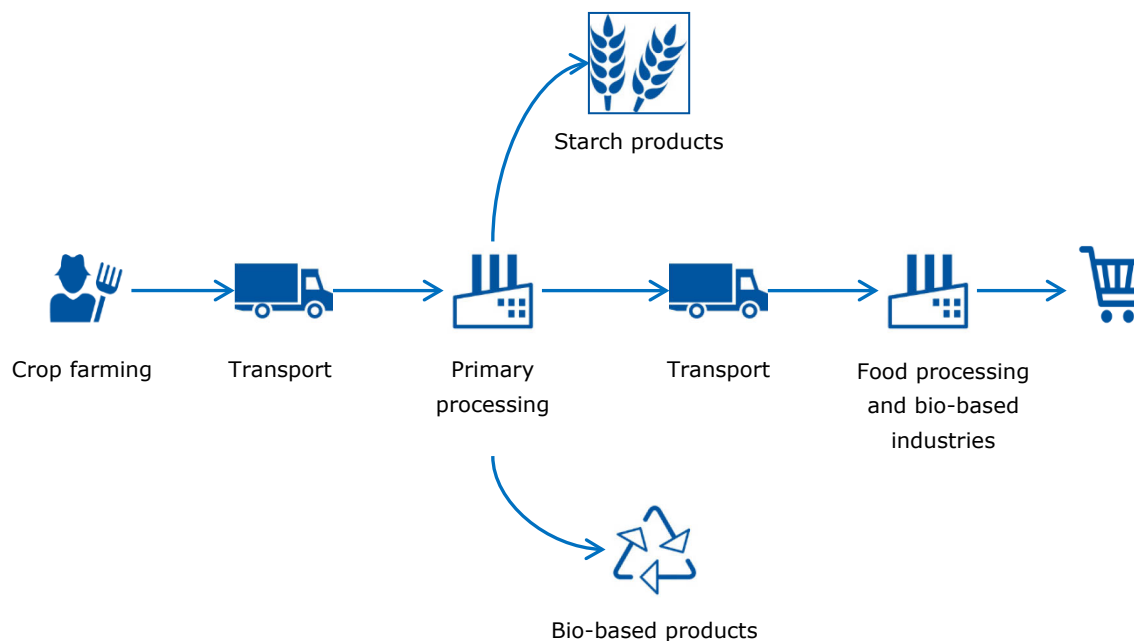 Starch products
Crop farming
Transport
Primary
processing
Transport
Food processing
and bio-based
industries
Bio-based products